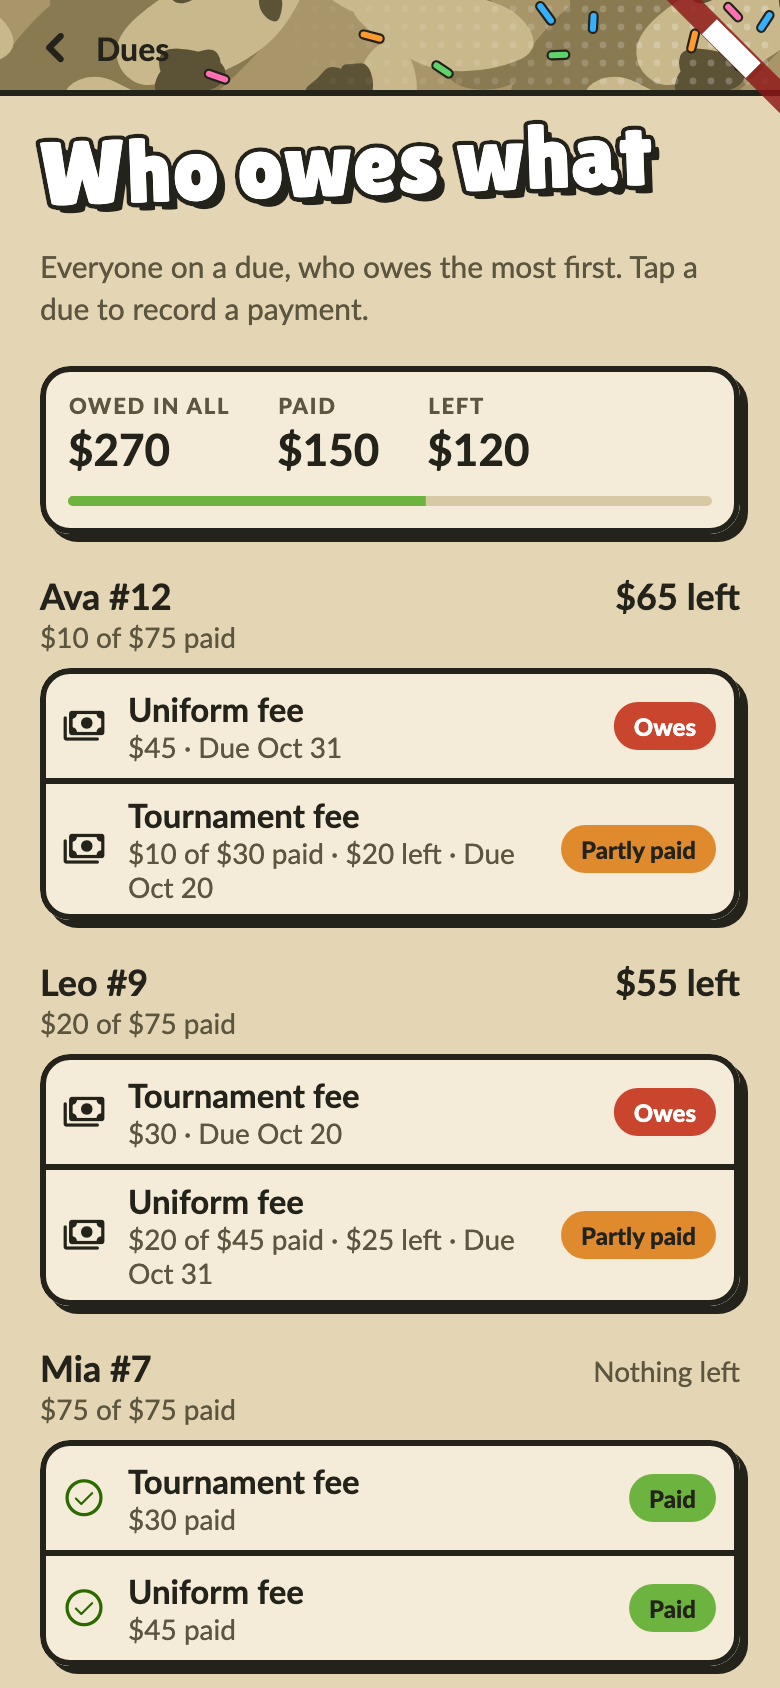 Dues
Who owes what
Everyone on a due, who owes the most first. Tap a
due to record a payment.
OWED IN ALL PAID LEFT
$270 $150 $120
Ava #12 $65 left
$10 of $75 paid
Uniform fee
$45 · Due Oct 31
Owes
Tournament fee
$10 of $30 paid · $20 left · Due
Oct 20
Partly paid
Leo #9 $55 left
$20 of $75 paid
Tournament fee
$30 · Due Oct 20
Owes
Uniform fee
$20 of $45 paid · $25 left · Due
Oct 31
Partly paid
Mia #7 Nothing left
$75 of $75 paid
Tournament fee
$30 paid
Paid
Uniform fee
$45 paid
Paid